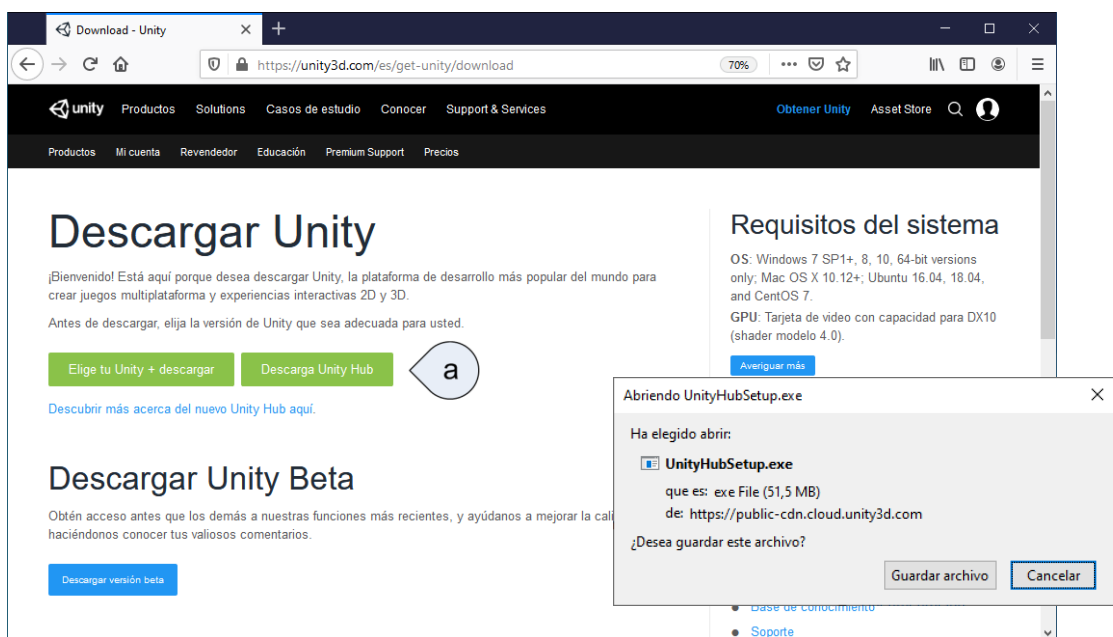 Download - Unity
https://unity3d.com/es/get-unity/download
70%
unity Productos Solutions Casos de estudio Conocer Support & Services Obtener Unity Asset Store
Productos Mi cuenta Revendedor Educación Premium Support Precios
Descargar Unity
¡Bienvenido! Está aquí porque desea descargar Unity, la plataforma de desarrollo más popular del mundo para
crear juegos multiplataforma y experiencias interactivas 2D y 3D.
Antes de descargar, elija la versión de Unity que sea adecuada para usted.
Elige tu Unity + descargar Descarga Unity Hub a
Descubrir más acerca del nuevo Unity Hub aquí.
Descargar Unity Beta
Obtén acceso antes que los demás a nuestras funciones más recientes, y ayúdanos a mejorar la cali
haciéndonos conocer tus valiosos comentarios.
Descargar versión beta
Requisitos del sistema
OS: Windows 7 SP1+, 8, 10, 64-bit versions
only; Mac OS X 10.12+; Ubuntu 16.04, 18.04,
and CentOS 7.
GPU: Tarjeta de video con capacidad para DX10
(shader modelo 4.0).
Averiguar más
Abriendo UnityHubSetup.exe
Ha elegido abrir:
UnityHubSetup.exe
que es: exe File (51,5 MB)
de: https://public-cdn.cloud.unity3d.com
¿Desea guardar este archivo?
Guardar archivo Cancelar
Base de conocimiento
Soporte